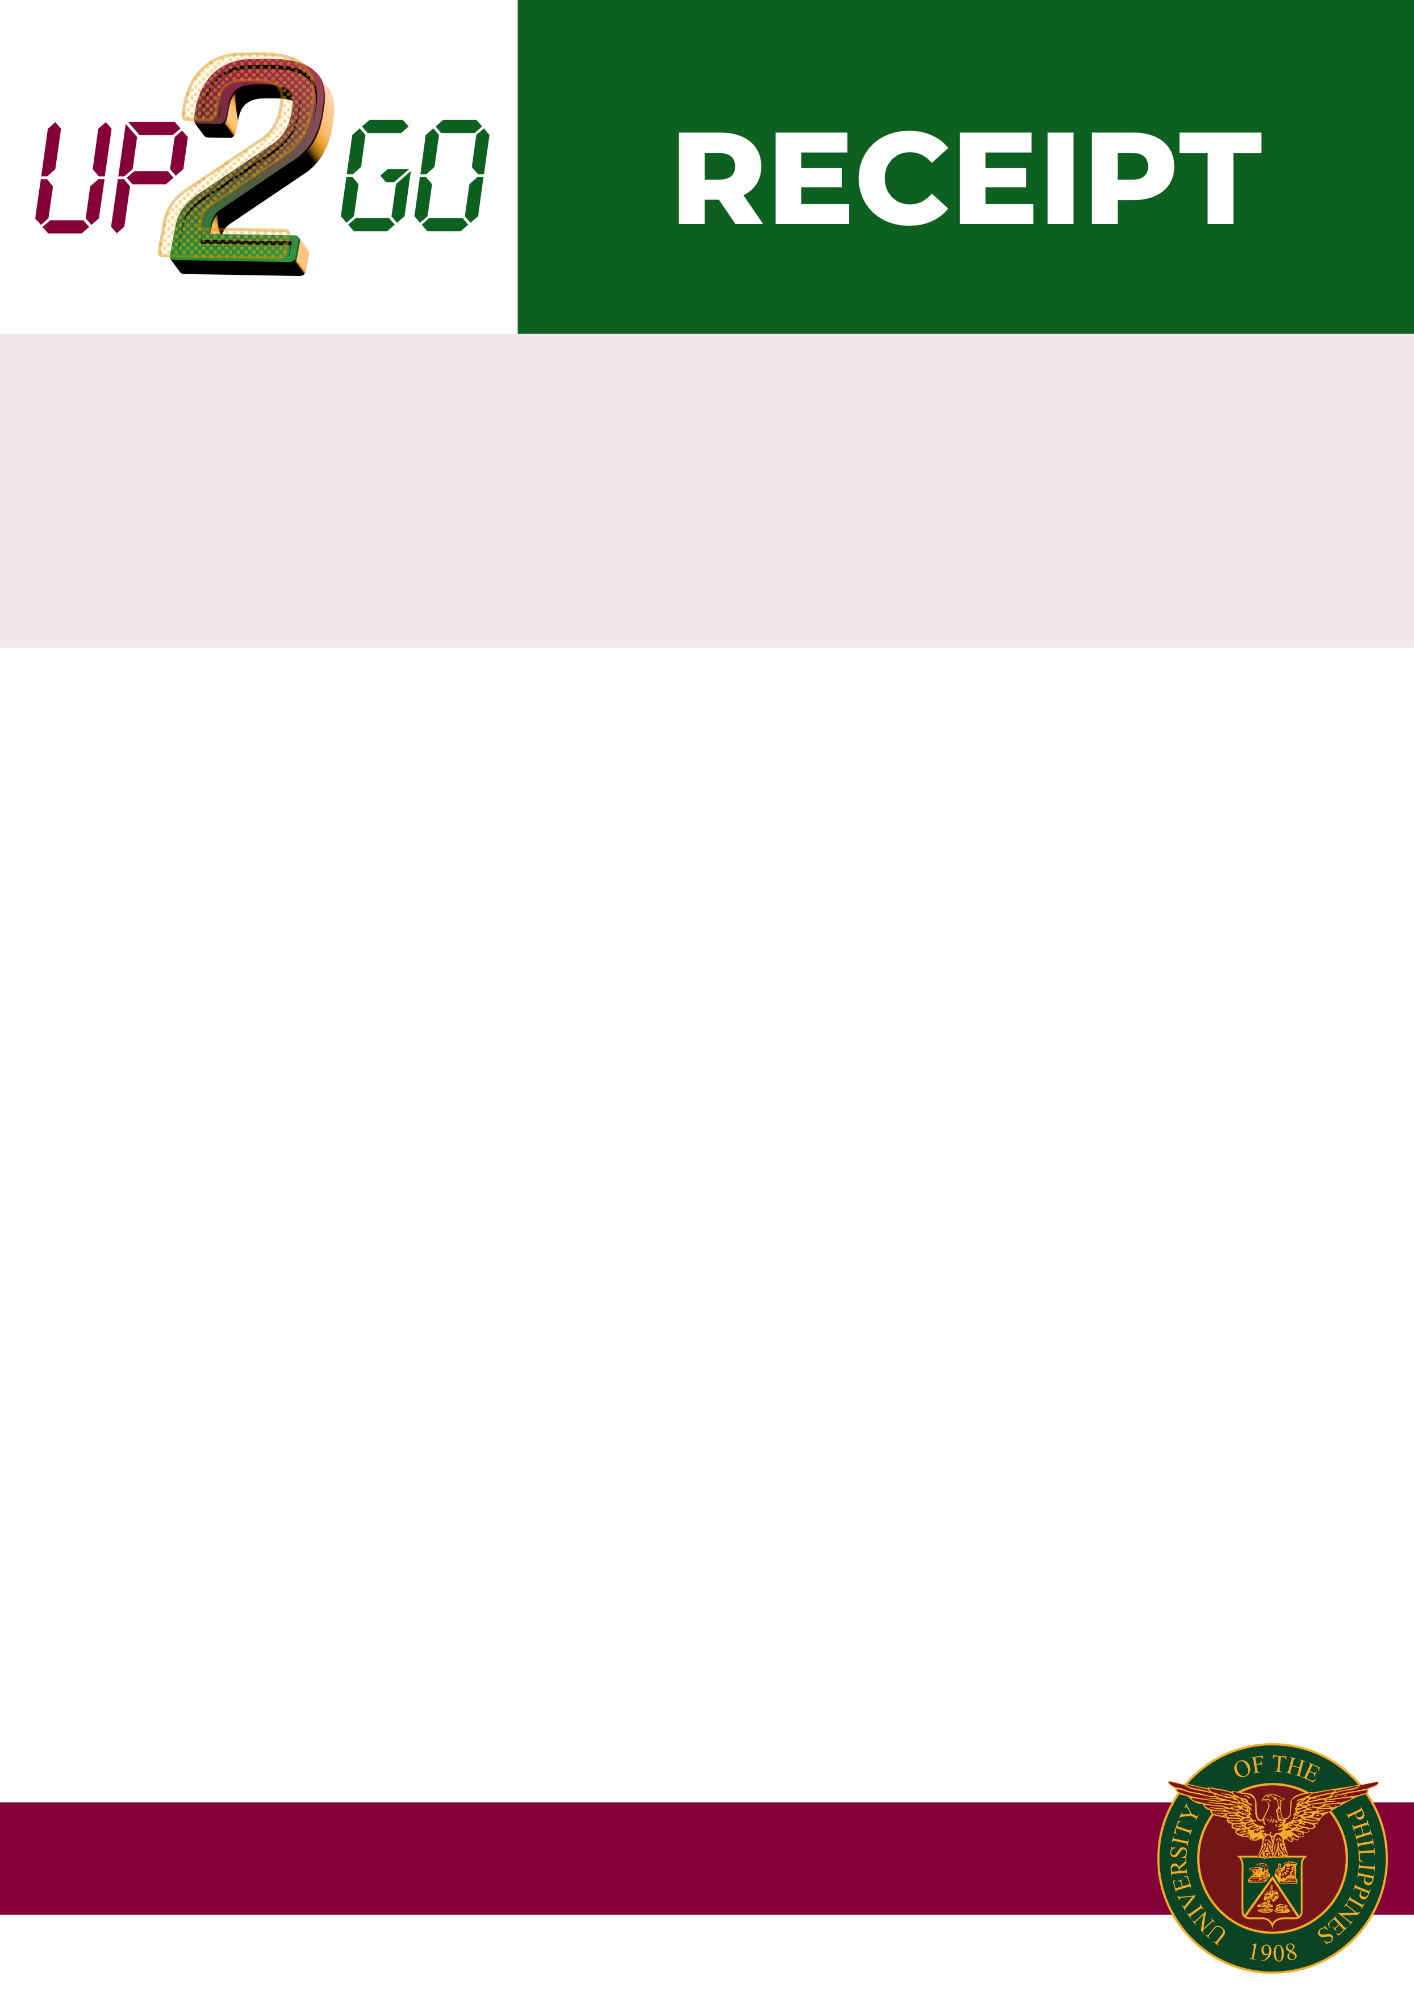 UP2GO
RECEIPT
UNIVERSITY OF THE PHILIPPINES
1908